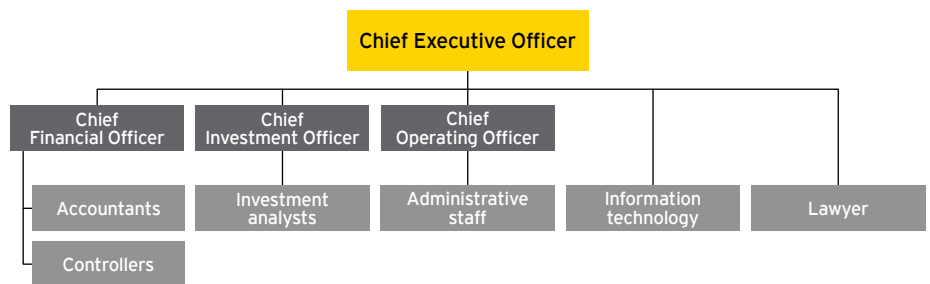 Chief Executive Officer
Chief
Financial Officer
Chief
Investment Officer
Chief
Operating Officer
Accountants
Investment
analysts
Administrative
staff
Information
technology
Lawyer
Controllers